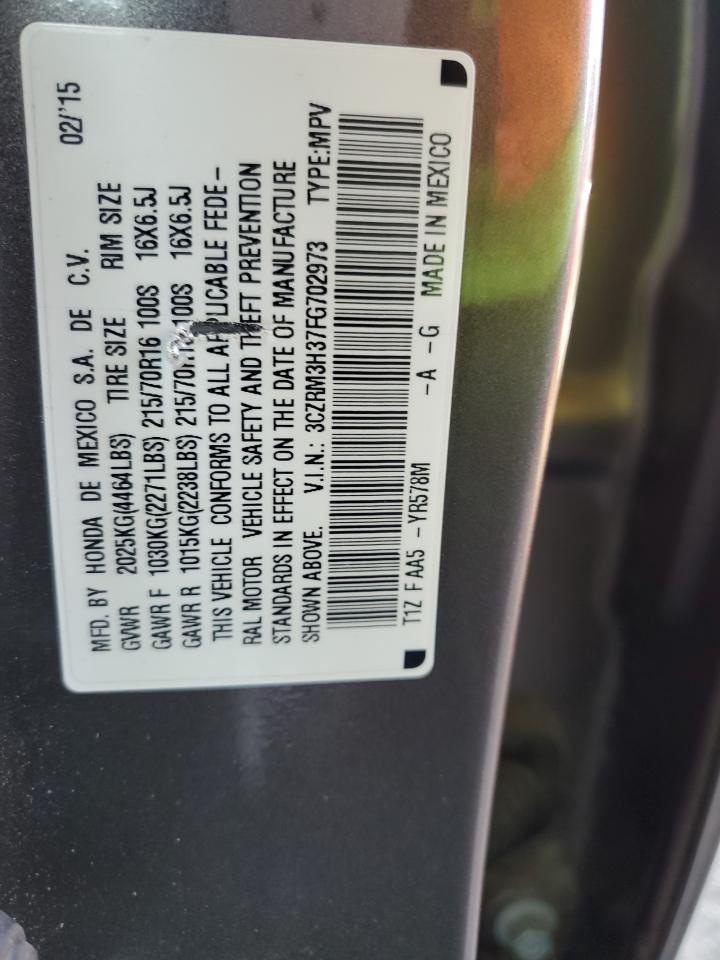 MFD. BY HONDA DE MEXICO S.A. DE C.V. 02/'15
GVWR 2025KG(4464LBS) TIRE SIZE RIM SIZE
GAWR F 1030KG(2271LBS) 215/70R16 100S 16X6.5J
GAWR R 1015KG(2238LBS) 215/70R16 100S 16X6.5J
THIS VEHICLE CONFORMS TO ALL APPLICABLE FEDE-
RAL MOTOR VEHICLE SAFETY AND THEFT PREVENTION
STANDARDS IN EFFECT ON THE DATE OF MANUFACTURE
SHOWN ABOVE. V.I.N.: 3CZRM3H37FG702973 TYPE:MPV
T1Z F AA5 -YR578M -A -G MADE IN MEXICO